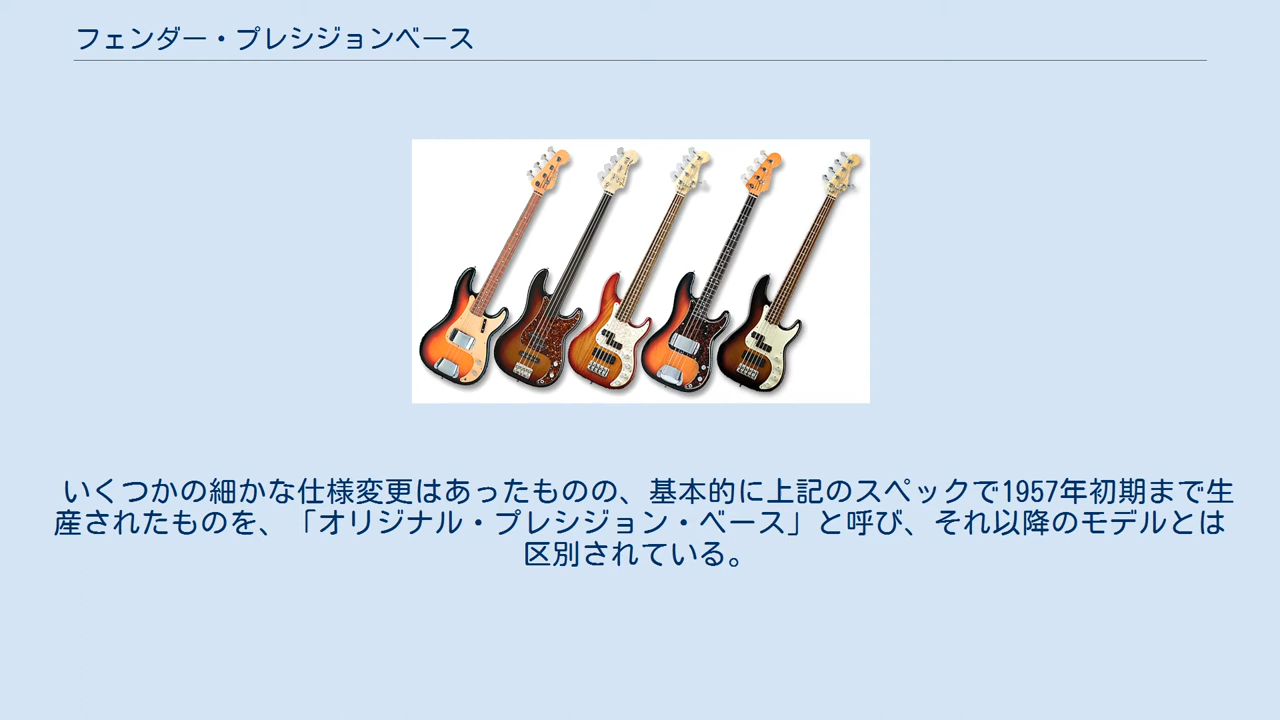 フェンダー・プレシジョンベース
いくつかの細かな仕様変更はあったものの、基本的に上記のスペックで1957年初期まで生
産されたものを、「オリジナル・プレシジョン・ベース」と呼び、それ以降のモデルとは
区別されている。